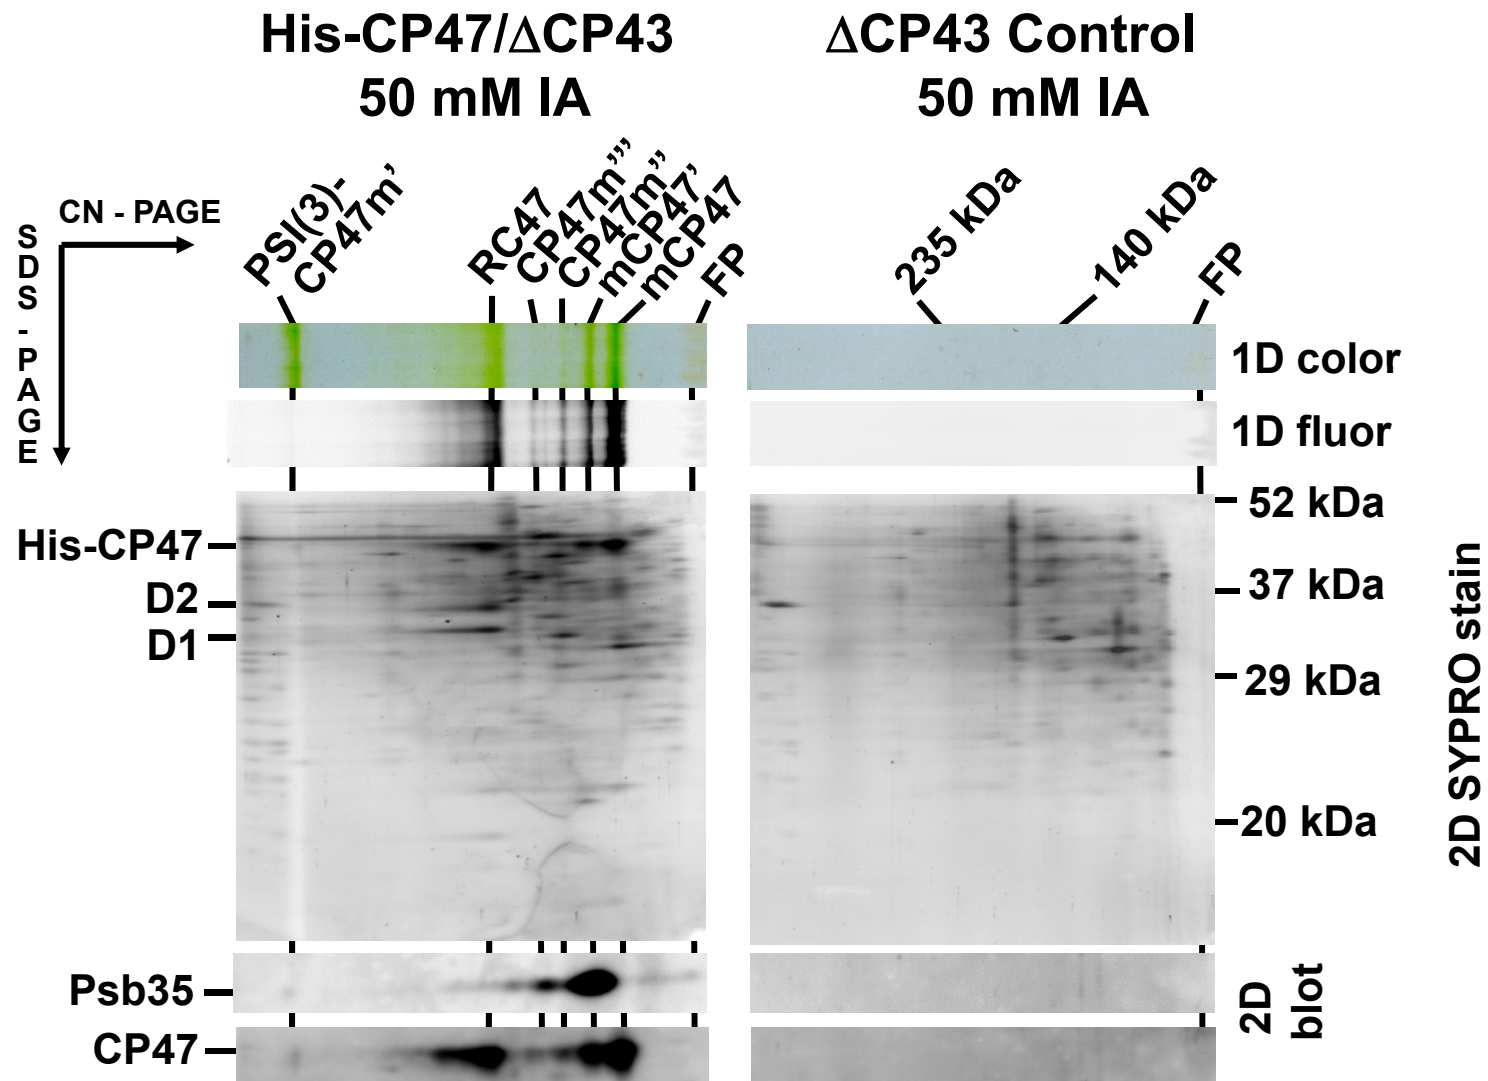 His-CP47/ΔCP43
50 mM IA
ΔCP43 Control
50 mM IA
CN - PAGE
SDS-PAGE
PSI(3)-
CP47m’
RC47
CP47m’’’
CP47m’’
mCP47’
mCP47
FP
235 kDa
140 kDa
FP
1D color
1D fluor
His-CP47
D2
D1
52 kDa
37 kDa
29 kDa
20 kDa
2D SYPRO stain
Psb35
CP47
2D
blot